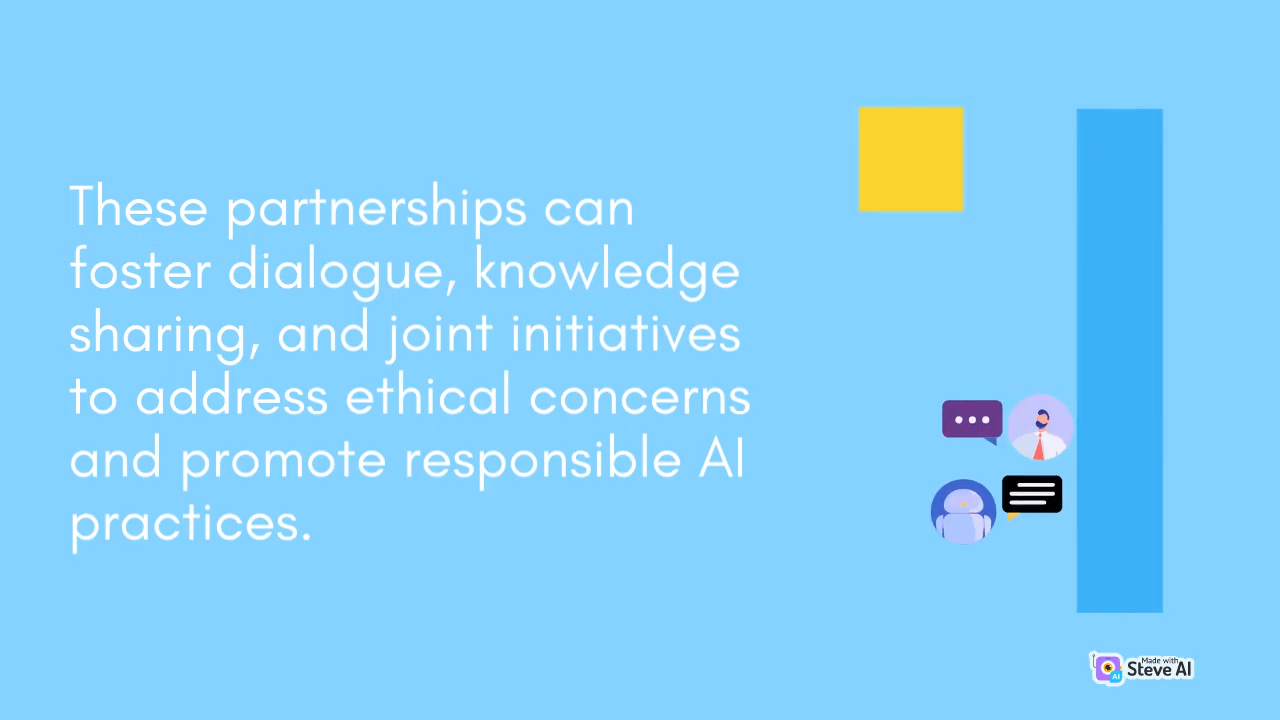 These partnerships can
foster dialogue, knowledge
sharing, and joint initiatives
to address ethical concerns
and promote responsible AI
practices.
Made with
Steve AI
AI